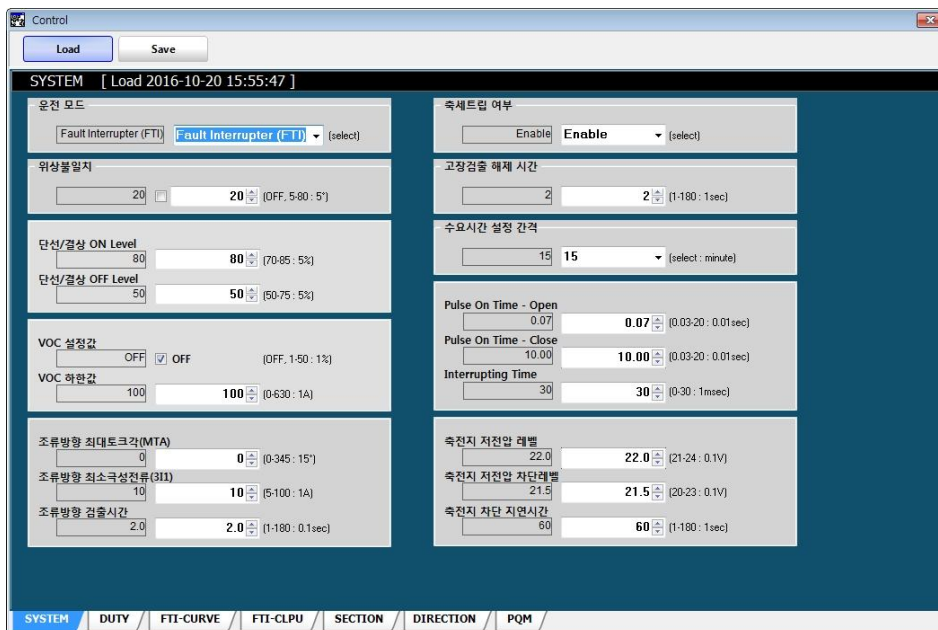 Control
Load Save
SYSTEM [ Load 2016-10-20 15:55:47 ]
운전 모드
Fault Interrupter (FTI) Fault Interrupter (FTI) (select)
위상불일치
20 20 (OFF, 5-80 : 5°)
단선/결상 ON Level
80 80 (70-85 : 5%)
단선/결상 OFF Level
50 50 (50-75 : 5%)
VOC 설정값
OFF OFF (OFF, 1-50 : 1%)
VOC 하한값
100 100 (0-630 : 1A)
조류방향 최대토크각(MTA)
0 0 (0-345 : 15°)
조류방향 최소극성전류(3I1)
10 10 (5-100 : 1A)
조류방향 검출시간
2.0 2.0 (1-180 : 0.1sec)
축세트립 여부
Enable Enable (select)
고장검출 해제 시간
2 2 (1-180 : 1sec)
수요시간 설정 간격
15 15 (select : minute)
Pulse On Time - Open
0.07 0.07 (0.03-20 : 0.01sec)
Pulse On Time - Close
10.00 10.00 (0.03-20 : 0.01sec)
Interrupting Time
30 30 (0-30 : 1msec)
축전지 저전압 레벨
22.0 22.0 (21-24 : 0.1V)
축전지 저전압 차단레벨
21.5 21.5 (20-23 : 0.1V)
축전지 차단 지연시간
60 60 (1-180 : 1sec)
SYSTEM DUTY FTI-CURVE FTI-CLPU SECTION DIRECTION PQM